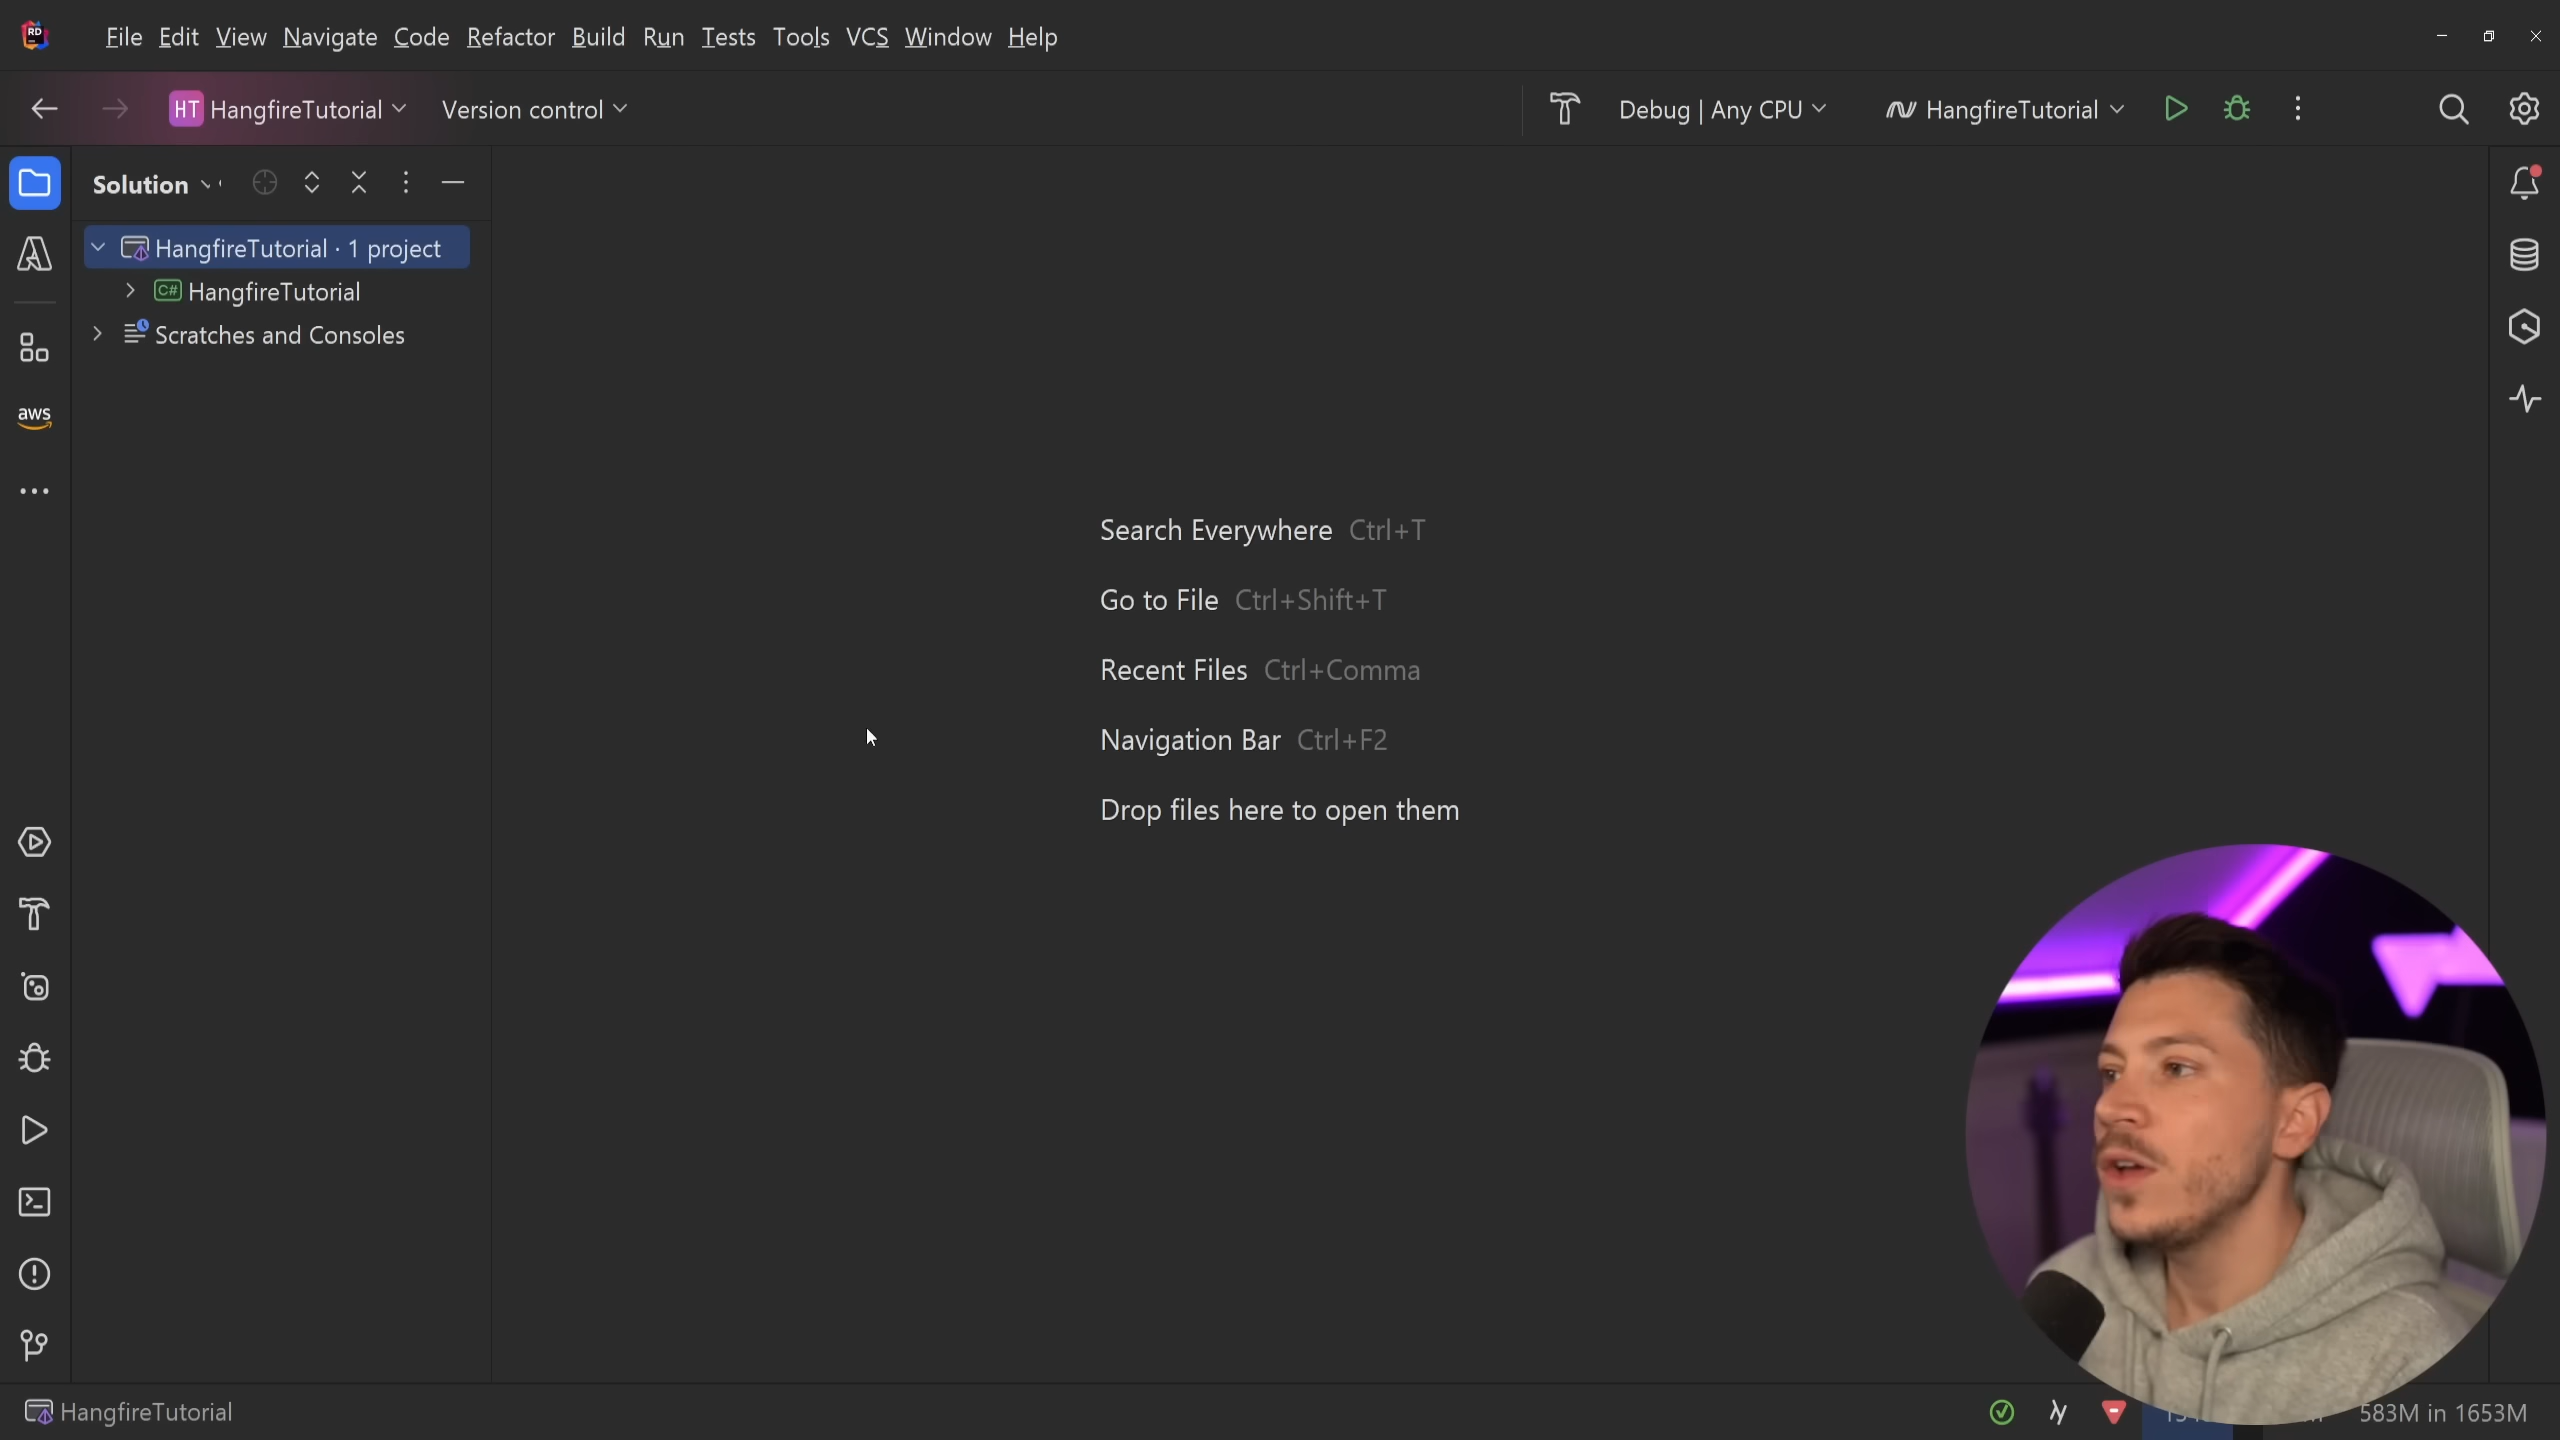 RD
File Edit View Navigate Code Refactor Build Run Tests Tools VCS Window Help
HT HangfireTutorial Version control Debug | Any CPU HangfireTutorial
Solution
HangfireTutorial · 1 project
C# HangfireTutorial
Scratches and Consoles
aws
Search Everywhere Ctrl+T
Go to File Ctrl+Shift+T
Recent Files Ctrl+Comma
Navigation Bar Ctrl+F2
Drop files here to open them
HangfireTutorial 583M in 1653M